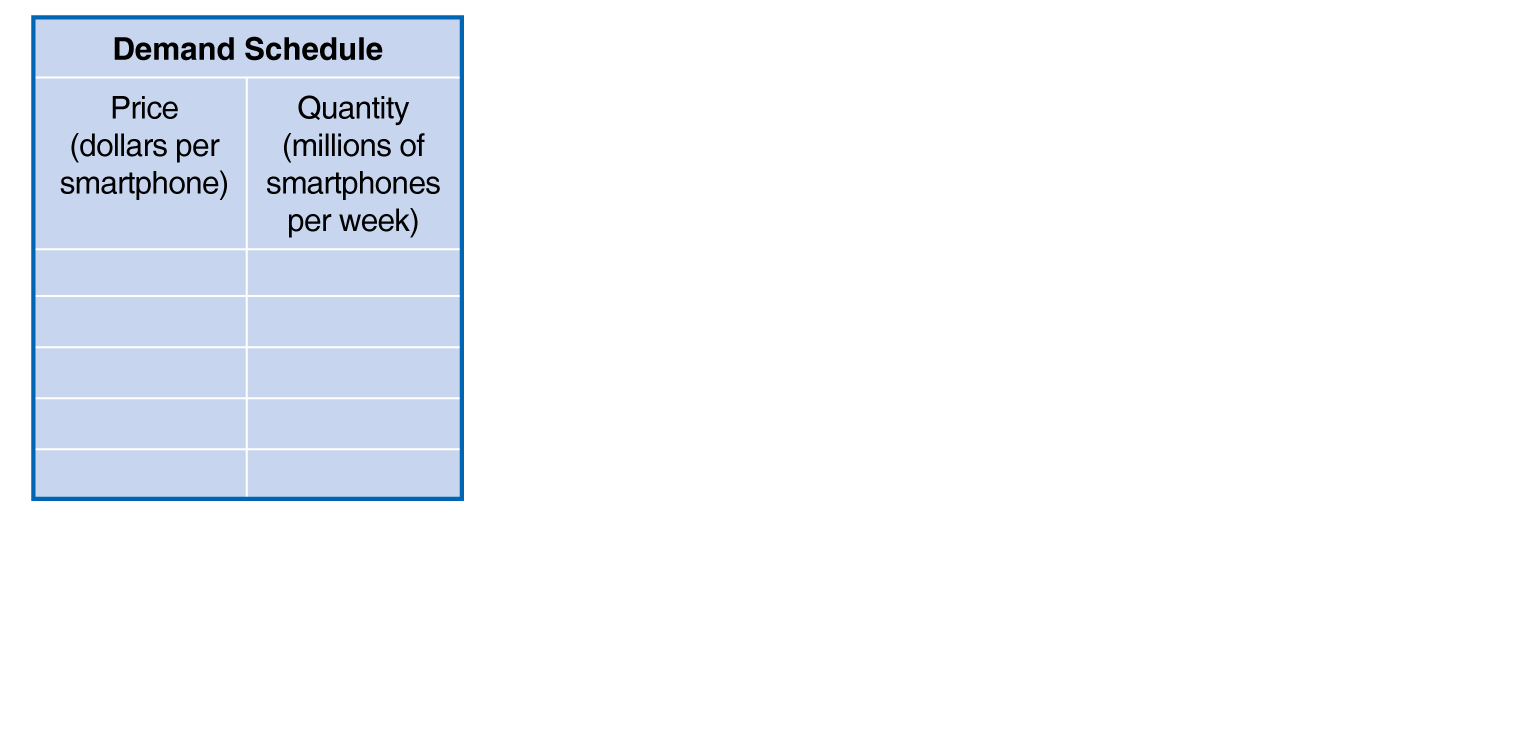 Demand Schedule
Price
(dollars per
smartphone)
Quantity
(millions of
smartphones
per week)